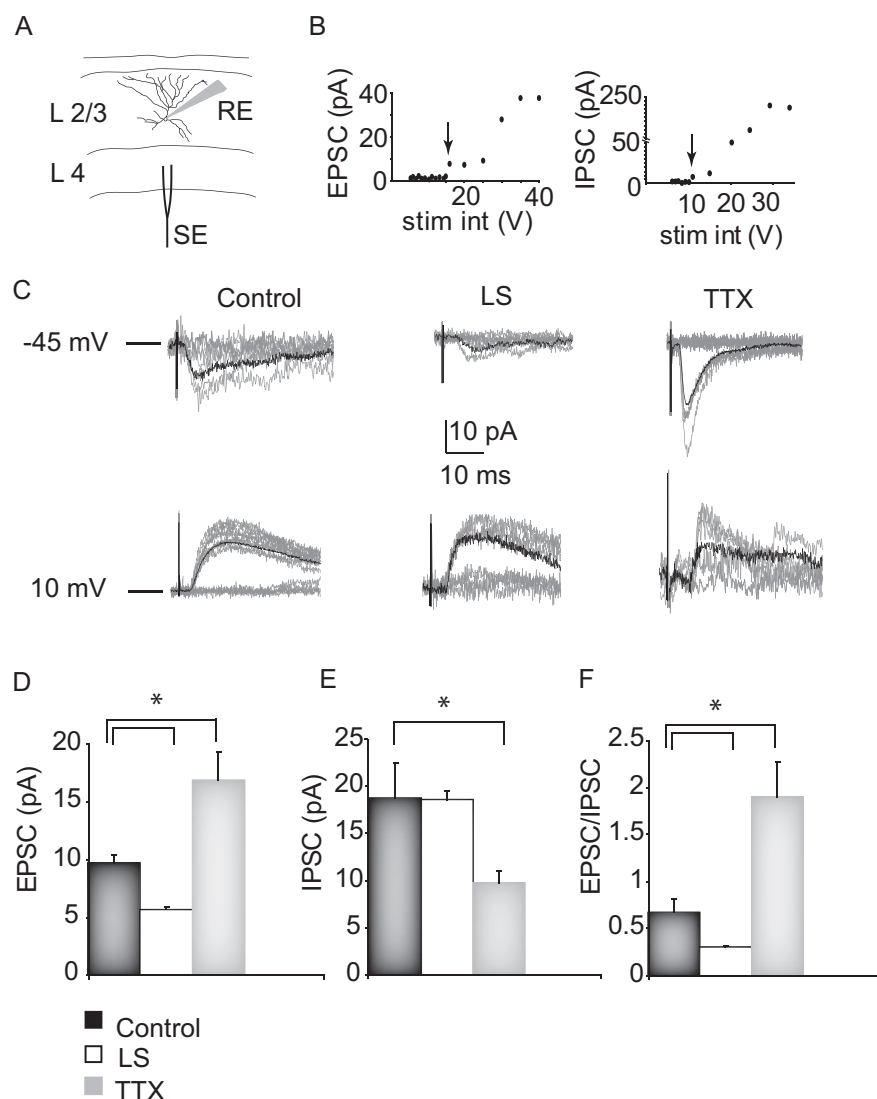 A
L 2/3
RE
L 4
SE
B
EPSC (pA)
40
20
0
20
40
stim int (V)
IPSC (pA)
250
50
0
10
20
30
stim int (V)
C
Control
LS
TTX
-45 mV
10 pA
10 ms
10 mV
D
*
EPSC (pA)
20
15
10
5
0
E
*
IPSC (pA)
25
20
15
10
5
0
F
*
EPSC/IPSC
2.5
2
1.5
1
0.5
0
Control
LS
TTX